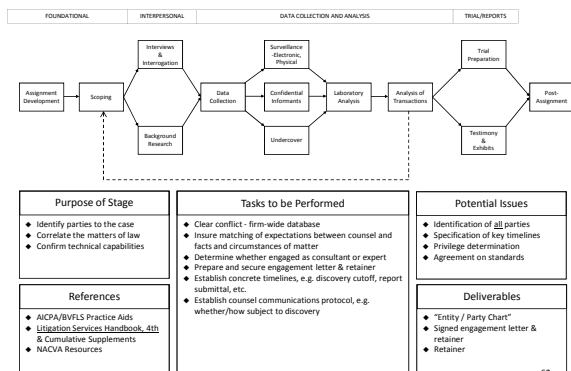 FOUNDATIONAL INTERPERSONAL DATA COLLECTION AND ANALYSIS TRIAL/REPORTS
Interviews
&
Interrogation
Surveillance
-Electronic,
Physical
Trial
Preparation
Assignment
Development
Scoping
Data
Collection
Confidential
Informants
Laboratory
Analysis
Analysis of
Transactions
Post-
Assignment
Background
Research
Undercover
Testimony
&
Exhibits
Purpose of Stage
◆ Identify parties to the case
◆ Correlate the matters of law
◆ Confirm technical capabilities
References
◆ AICPA/BVFLS Practice Aids
◆ Litigation Services Handbook, 4th
& Cumulative Supplements
◆ NACVA Resources
Tasks to be Performed
◆ Clear conflict - firm-wide database
◆ Insure matching of expectations between counsel and
facts and circumstances of matter
◆ Determine whether engaged as consultant or expert
◆ Prepare and secure engagement letter & retainer
◆ Establish concrete timelines, e.g. discovery cutoff, report
submittal, etc.
◆ Establish counsel communications protocol, e.g.
whether/how subject to discovery
Potential Issues
◆ Identification of all parties
◆ Specification of key timelines
◆ Privilege determination
◆ Agreement on standards
Deliverables
◆ "Entity / Party Chart"
◆ Signed engagement letter &
retainer
◆ Retainer